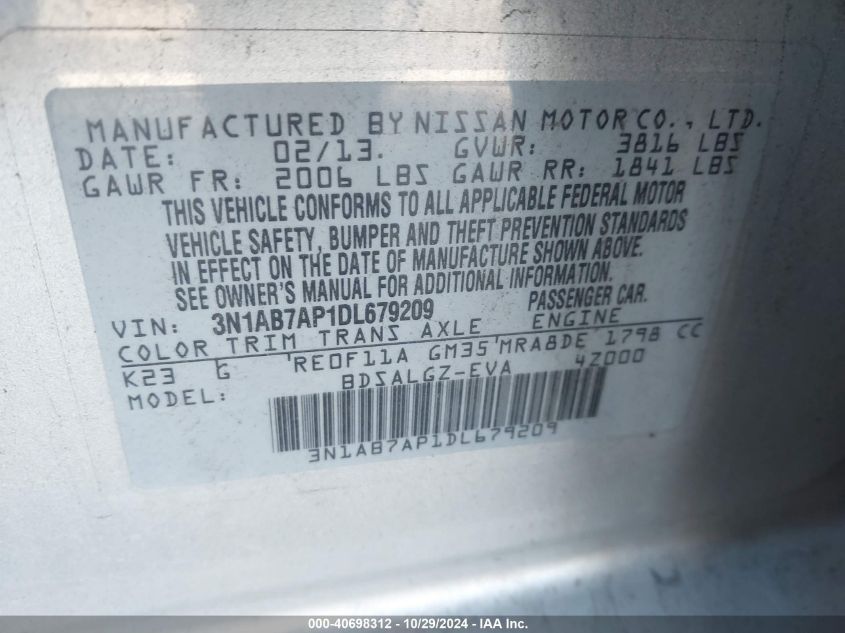 MANUFACTURED BY NISSAN MOTOR CO., LTD.
DATE: 02/13. GVWR: 3816 LBS
GAWR FR: 2006 LBS GAWR RR: 1841 LBS
THIS VEHICLE CONFORMS TO ALL APPLICABLE FEDERAL MOTOR
VEHICLE SAFETY, BUMPER AND THEFT PREVENTION STANDARDS
IN EFFECT ON THE DATE OF MANUFACTURE SHOWN ABOVE.
SEE OWNER'S MANUAL FOR ADDITIONAL INFORMATION.
VIN: 3N1AB7AP1DL679209 PASSENGER CAR.
COLOR TRIM TRANS AXLE ENGINE
K23 G 'RE0F11A GM35'MRA8DE 1798 CC
MODEL: BDSALGZ-EVA 4Z000
3N1AB7AP1DL679209
000-40698312 - 10/29/2024 - IAA Inc.